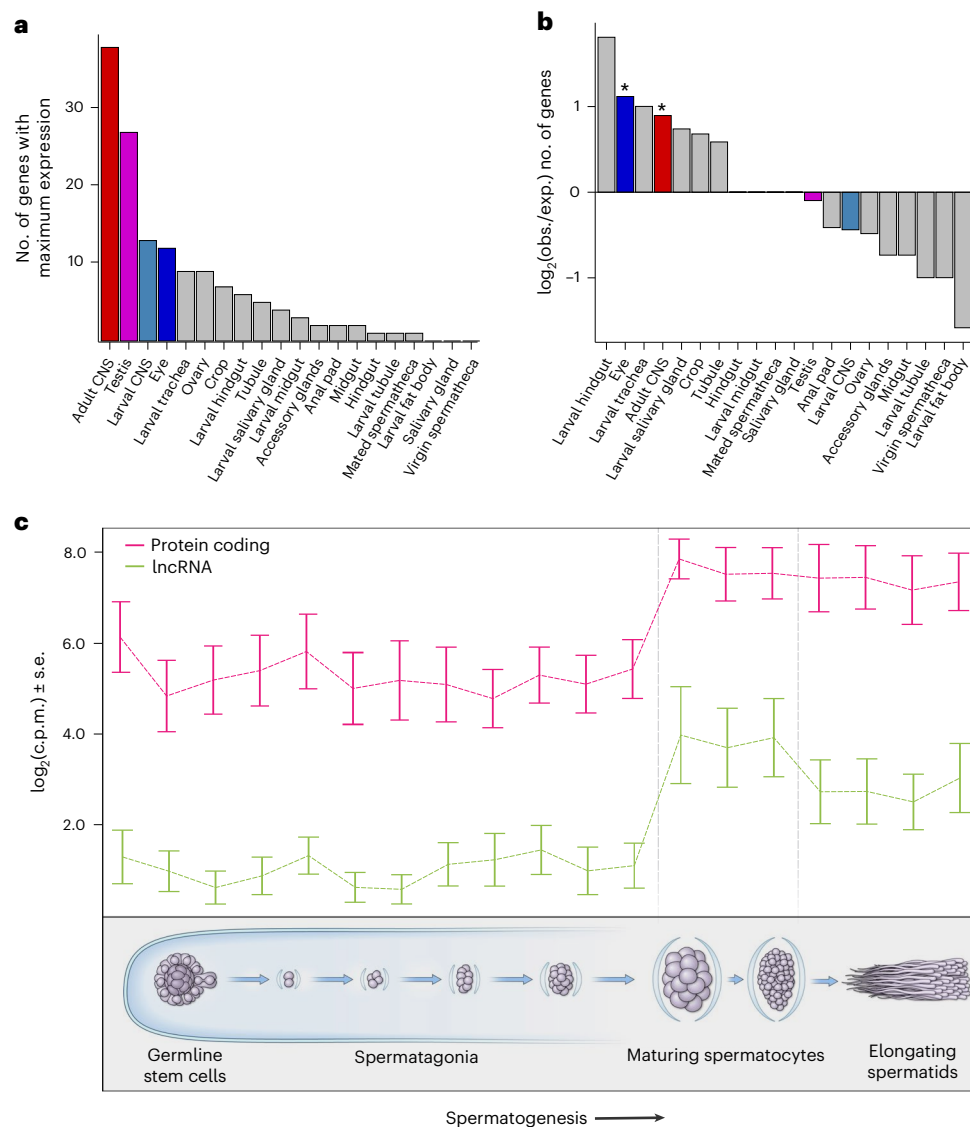 a
No. of genes with
maximum expression
30
20
10
Adult CNS
Testis
Larval CNS
Eye
Larval trachea
Ovary
Crop
Larval hindgut
Tubule
Larval salivary gland
Larval midgut
Accessory glands
Anal pad
Midgut
Hindgut
Larval tubule
Mated spermatheca
Larval fat body
Salivary gland
Virgin spermatheca
b
log₂(obs./exp.) no. of genes
1
0
–1
*
*
Larval hindgut
Eye
Larval trachea
Adult CNS
Larval salivary gland
Crop
Tubule
Hindgut
Larval midgut
Mated spermatheca
Salivary gland
Testis
Anal pad
Larval CNS
Ovary
Accessory glands
Midgut
Larval tubule
Virgin spermatheca
Larval fat body
c
log₂(c.p.m.) ± s.e.
8.0
6.0
4.0
2.0
Protein coding
lncRNA
Germline
stem cells
Spermatagonia
Maturing spermatocytes
Elongating
spermatids
Spermatogenesis